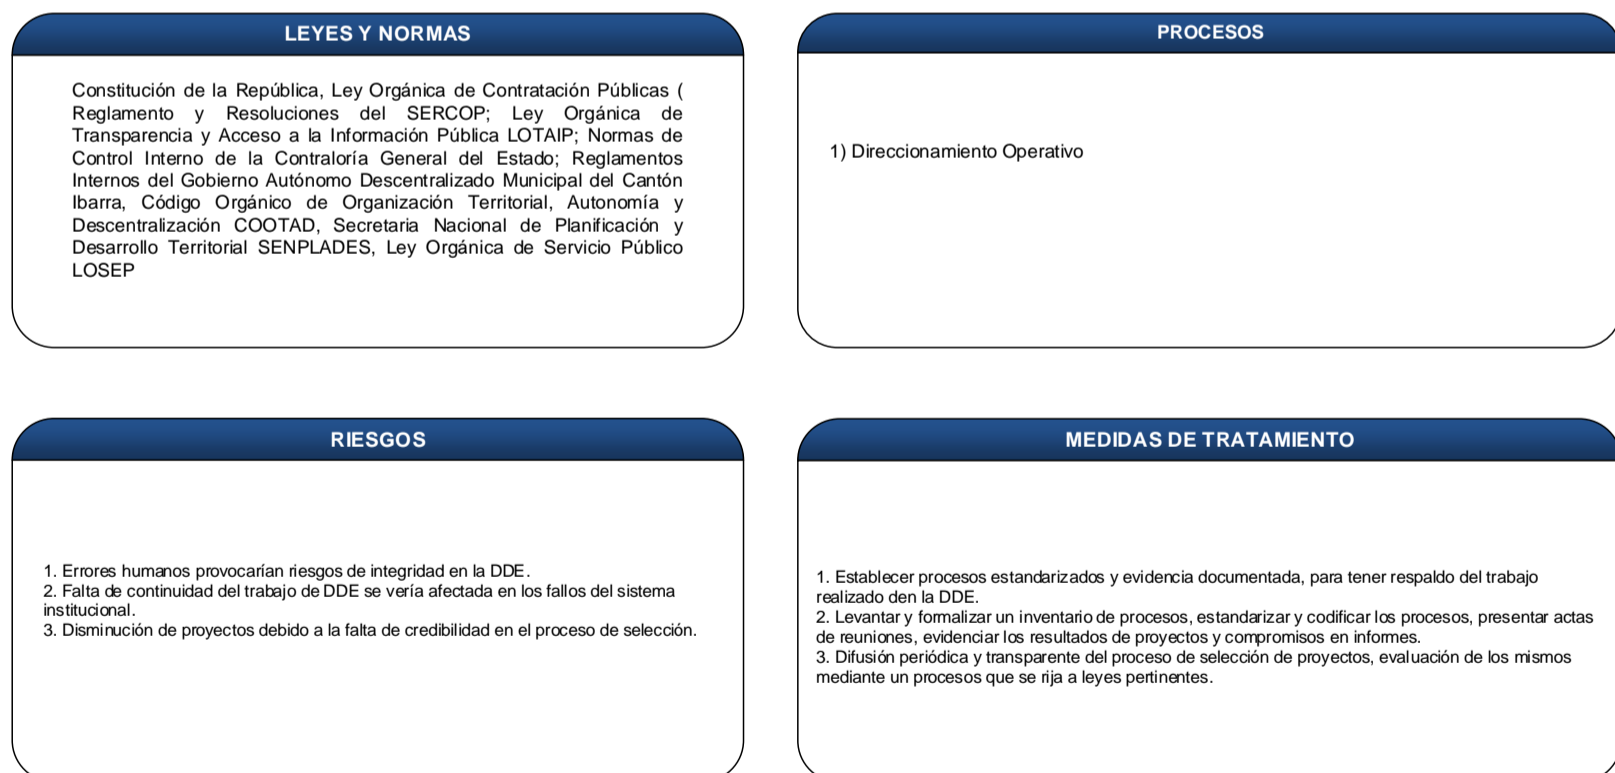 LEYES Y NORMAS
Constitución de la República, Ley Orgánica de Contratación Públicas (
Reglamento y Resoluciones del SERCOP; Ley Orgánica de
Transparencia y Acceso a la Información Pública LOTAIP; Normas de
Control Interno de la Contraloría General del Estado; Reglamentos
Internos del Gobierno Autónomo Descentralizado Municipal del Cantón
Ibarra, Código Orgánico de Organización Territorial, Autonomía y
Descentralización COOTAD, Secretaria Nacional de Planificación y
Desarrollo Territorial SENPLADES, Ley Orgánica de Servicio Público
LOSEP
PROCESOS
1) Direccionamiento Operativo
RIESGOS
1. Errores humanos provocarían riesgos de integridad en la DDE.
2. Falta de continuidad del trabajo de DDE se vería afectada en los fallos del sistema
institucional.
3. Disminución de proyectos debido a la falta de credibilidad en el proceso de selección.
MEDIDAS DE TRATAMIENTO
1. Establecer procesos estandarizados y evidencia documentada, para tener respaldo del trabajo
realizado den la DDE.
2. Levantar y formalizar un inventario de procesos, estandarizar y codificar los procesos, presentar actas
de reuniones, evidenciar los resultados de proyectos y compromisos en informes.
3. Difusión periódica y transparente del proceso de selección de proyectos, evaluación de los mismos
mediante un procesos que se rija a leyes pertinentes.